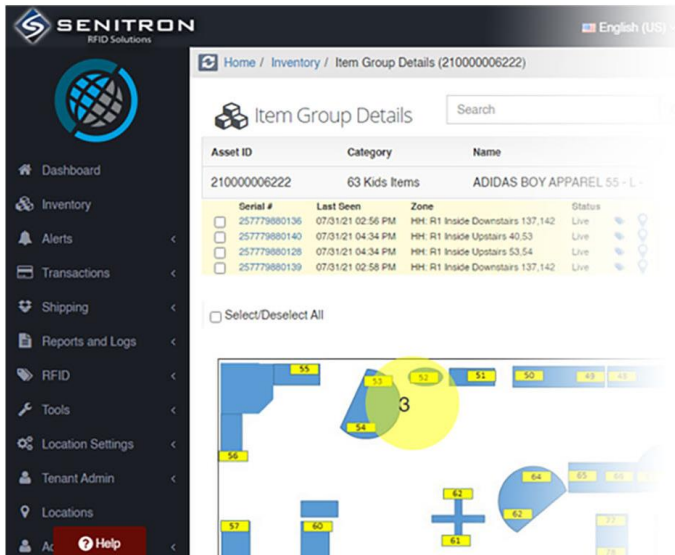 SENITRON
RFID Solutions
English (US)
Home / Inventory / Item Group Details (210000006222)
Item Group Details
Search
Asset ID Category Name
210000006222 63 Kids Items ADIDAS BOY APPAREL 55 - L -
Serial # Last Seen Zone Status
257779880136 07/31/21 02:56 PM HH: R1 Inside Downstairs 137,142 Live
257779880140 07/31/21 04:34 PM HH: R1 Inside Upstairs 40,53 Live
257779880128 07/31/21 04:34 PM HH: R1 Inside Upstairs 53,54 Live
257779880139 07/31/21 02:58 PM HH: R1 Inside Downstairs 137,142 Live
Select/Deselect All
Dashboard
Inventory
Alerts
Transactions
Shipping
Reports and Logs
RFID
Tools
Location Settings
Tenant Admin
Locations
Help
55
53
52
51
50
49
3
54
56
64
65
66
62
62
57
60
61
77
78